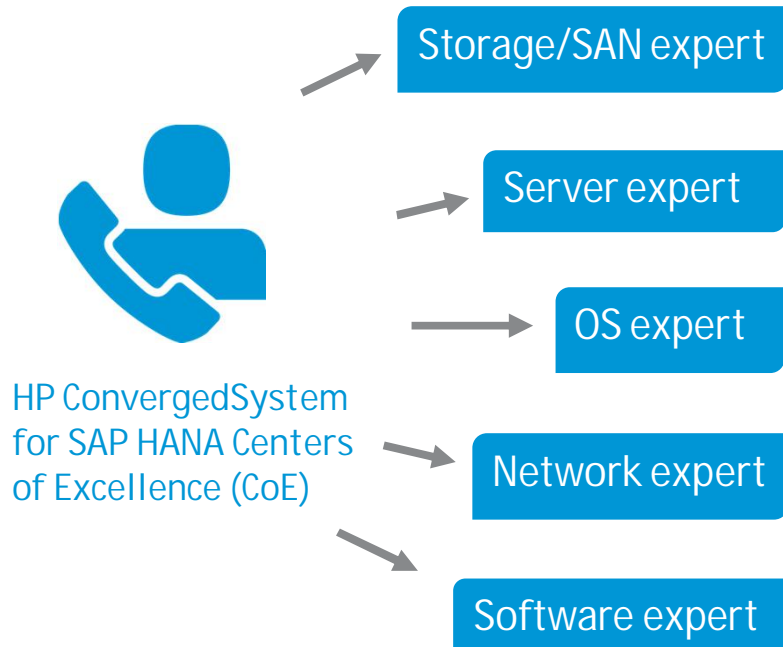 Storage/SAN expert
Server expert
OS expert
HP ConvergedSystem
for SAP HANA Centers
of Excellence (CoE)
Network expert
Software expert